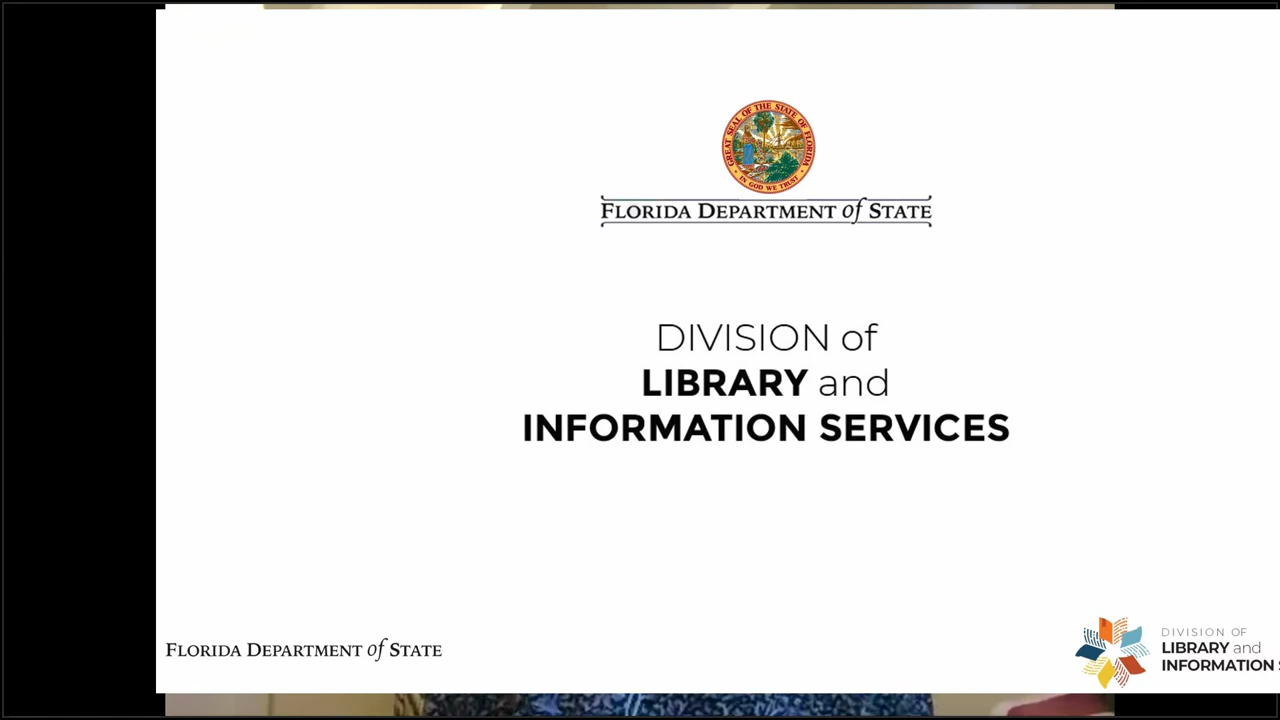 GREAT SEAL OF THE STATE OF FLORIDA
IN GOD WE TRUST
FLORIDA DEPARTMENT of STATE
DIVISION of
LIBRARY and
INFORMATION SERVICES
FLORIDA DEPARTMENT of STATE
DIVISION OF
LIBRARY and
INFORMATION S